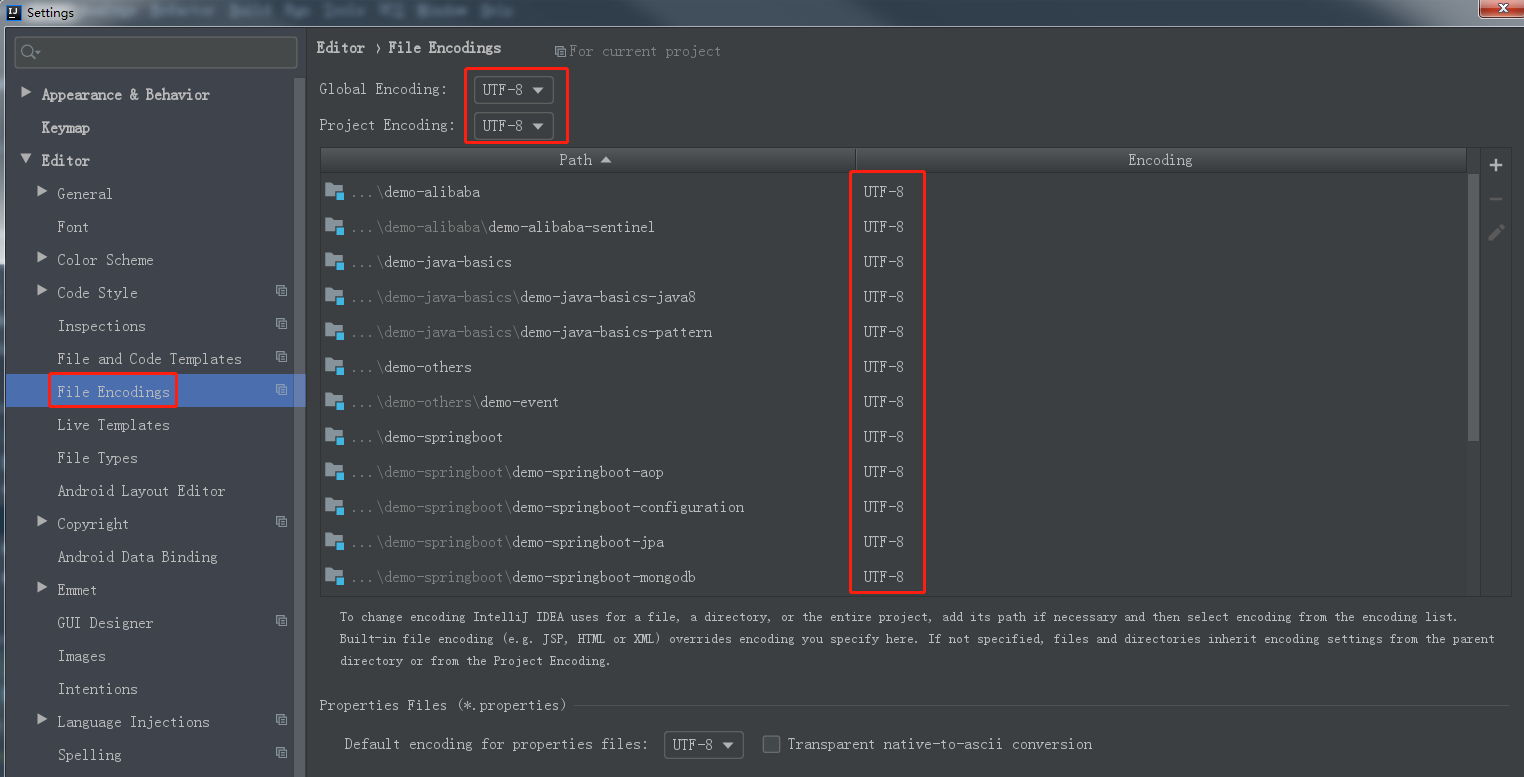 IJ Settings
Appearance & Behavior
Keymap
Editor
General
Font
Color Scheme
Code Style
Inspections
File and Code Templates
File Encodings
Live Templates
File Types
Android Layout Editor
Copyright
Android Data Binding
Emmet
GUI Designer
Images
Intentions
Language Injections
Spelling
Editor › File Encodings For current project
Global Encoding: UTF-8
Project Encoding: UTF-8
Path Encoding
...\demo-alibaba UTF-8
...\demo-alibaba\demo-alibaba-sentinel UTF-8
...\demo-java-basics UTF-8
...\demo-java-basics\demo-java-basics-java8 UTF-8
...\demo-java-basics\demo-java-basics-pattern UTF-8
...\demo-others UTF-8
...\demo-others\demo-event UTF-8
...\demo-springboot UTF-8
...\demo-springboot\demo-springboot-aop UTF-8
...\demo-springboot\demo-springboot-configuration UTF-8
...\demo-springboot\demo-springboot-jpa UTF-8
...\demo-springboot\demo-springboot-mongodb UTF-8
To change encoding IntelliJ IDEA uses for a file, a directory, or the entire project, add its path if necessary and then select encoding from the encoding list.
Built-in file encoding (e.g. JSP, HTML or XML) overrides encoding you specify here. If not specified, files and directories inherit encoding settings from the parent
directory or from the Project Encoding.
Properties Files (*.properties)
Default encoding for properties files: UTF-8 Transparent native-to-ascii conversion